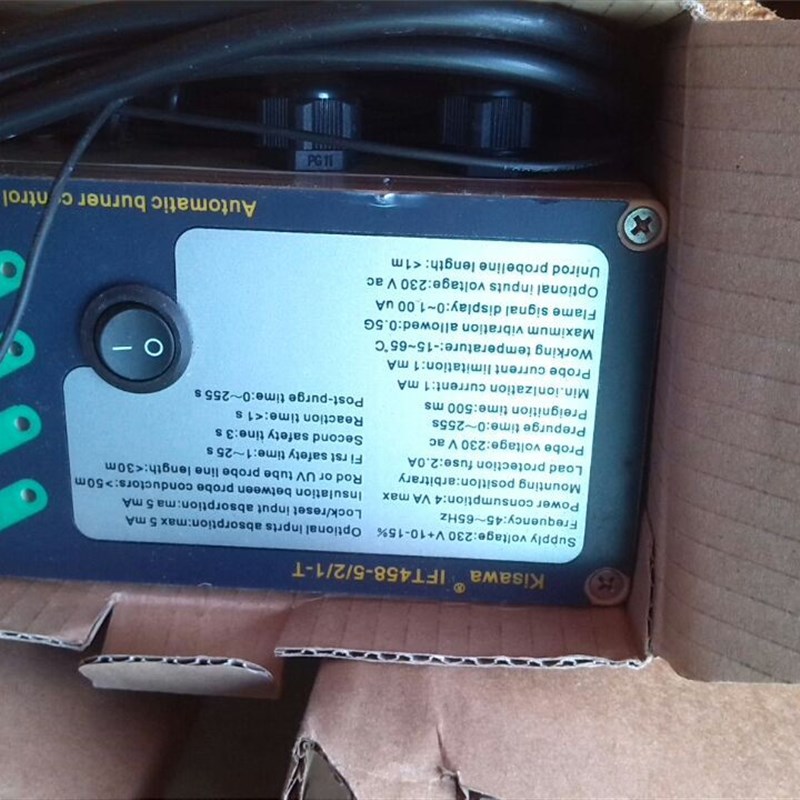 Kisawa® IFT458-5/2/1-T
Supply voltage:230 V+10-15%
Frequency:45~65Hz
Power consumption:4 VA max
Mounting position:arbitrary
Load protection fuse:2.0A
Probe voltage:230 V ac
Prepurge time:0~255s
Preignition time:500 ms
Min.ionization current:1 mA
Probe current limitation:1 mA
Working temperature:-15~65°C
Maximum vibration allowed:0.5G
Flame signal display:0~1.00 uA
Optional inputs voltage:230 V ac
Unirod probeline length:<1m
Optional inprts absorption:max 5 mA
Lock/reset input absorption:ma 5 mA
Insulation between probe conductors:>50m
Rod or UV tube probe line length:<30m
First safety time:1~25 s
Second safety tine:3 s
Reaction time:<1 s
Post-purge time:0~255 s
O
Automatic burner control
PG11